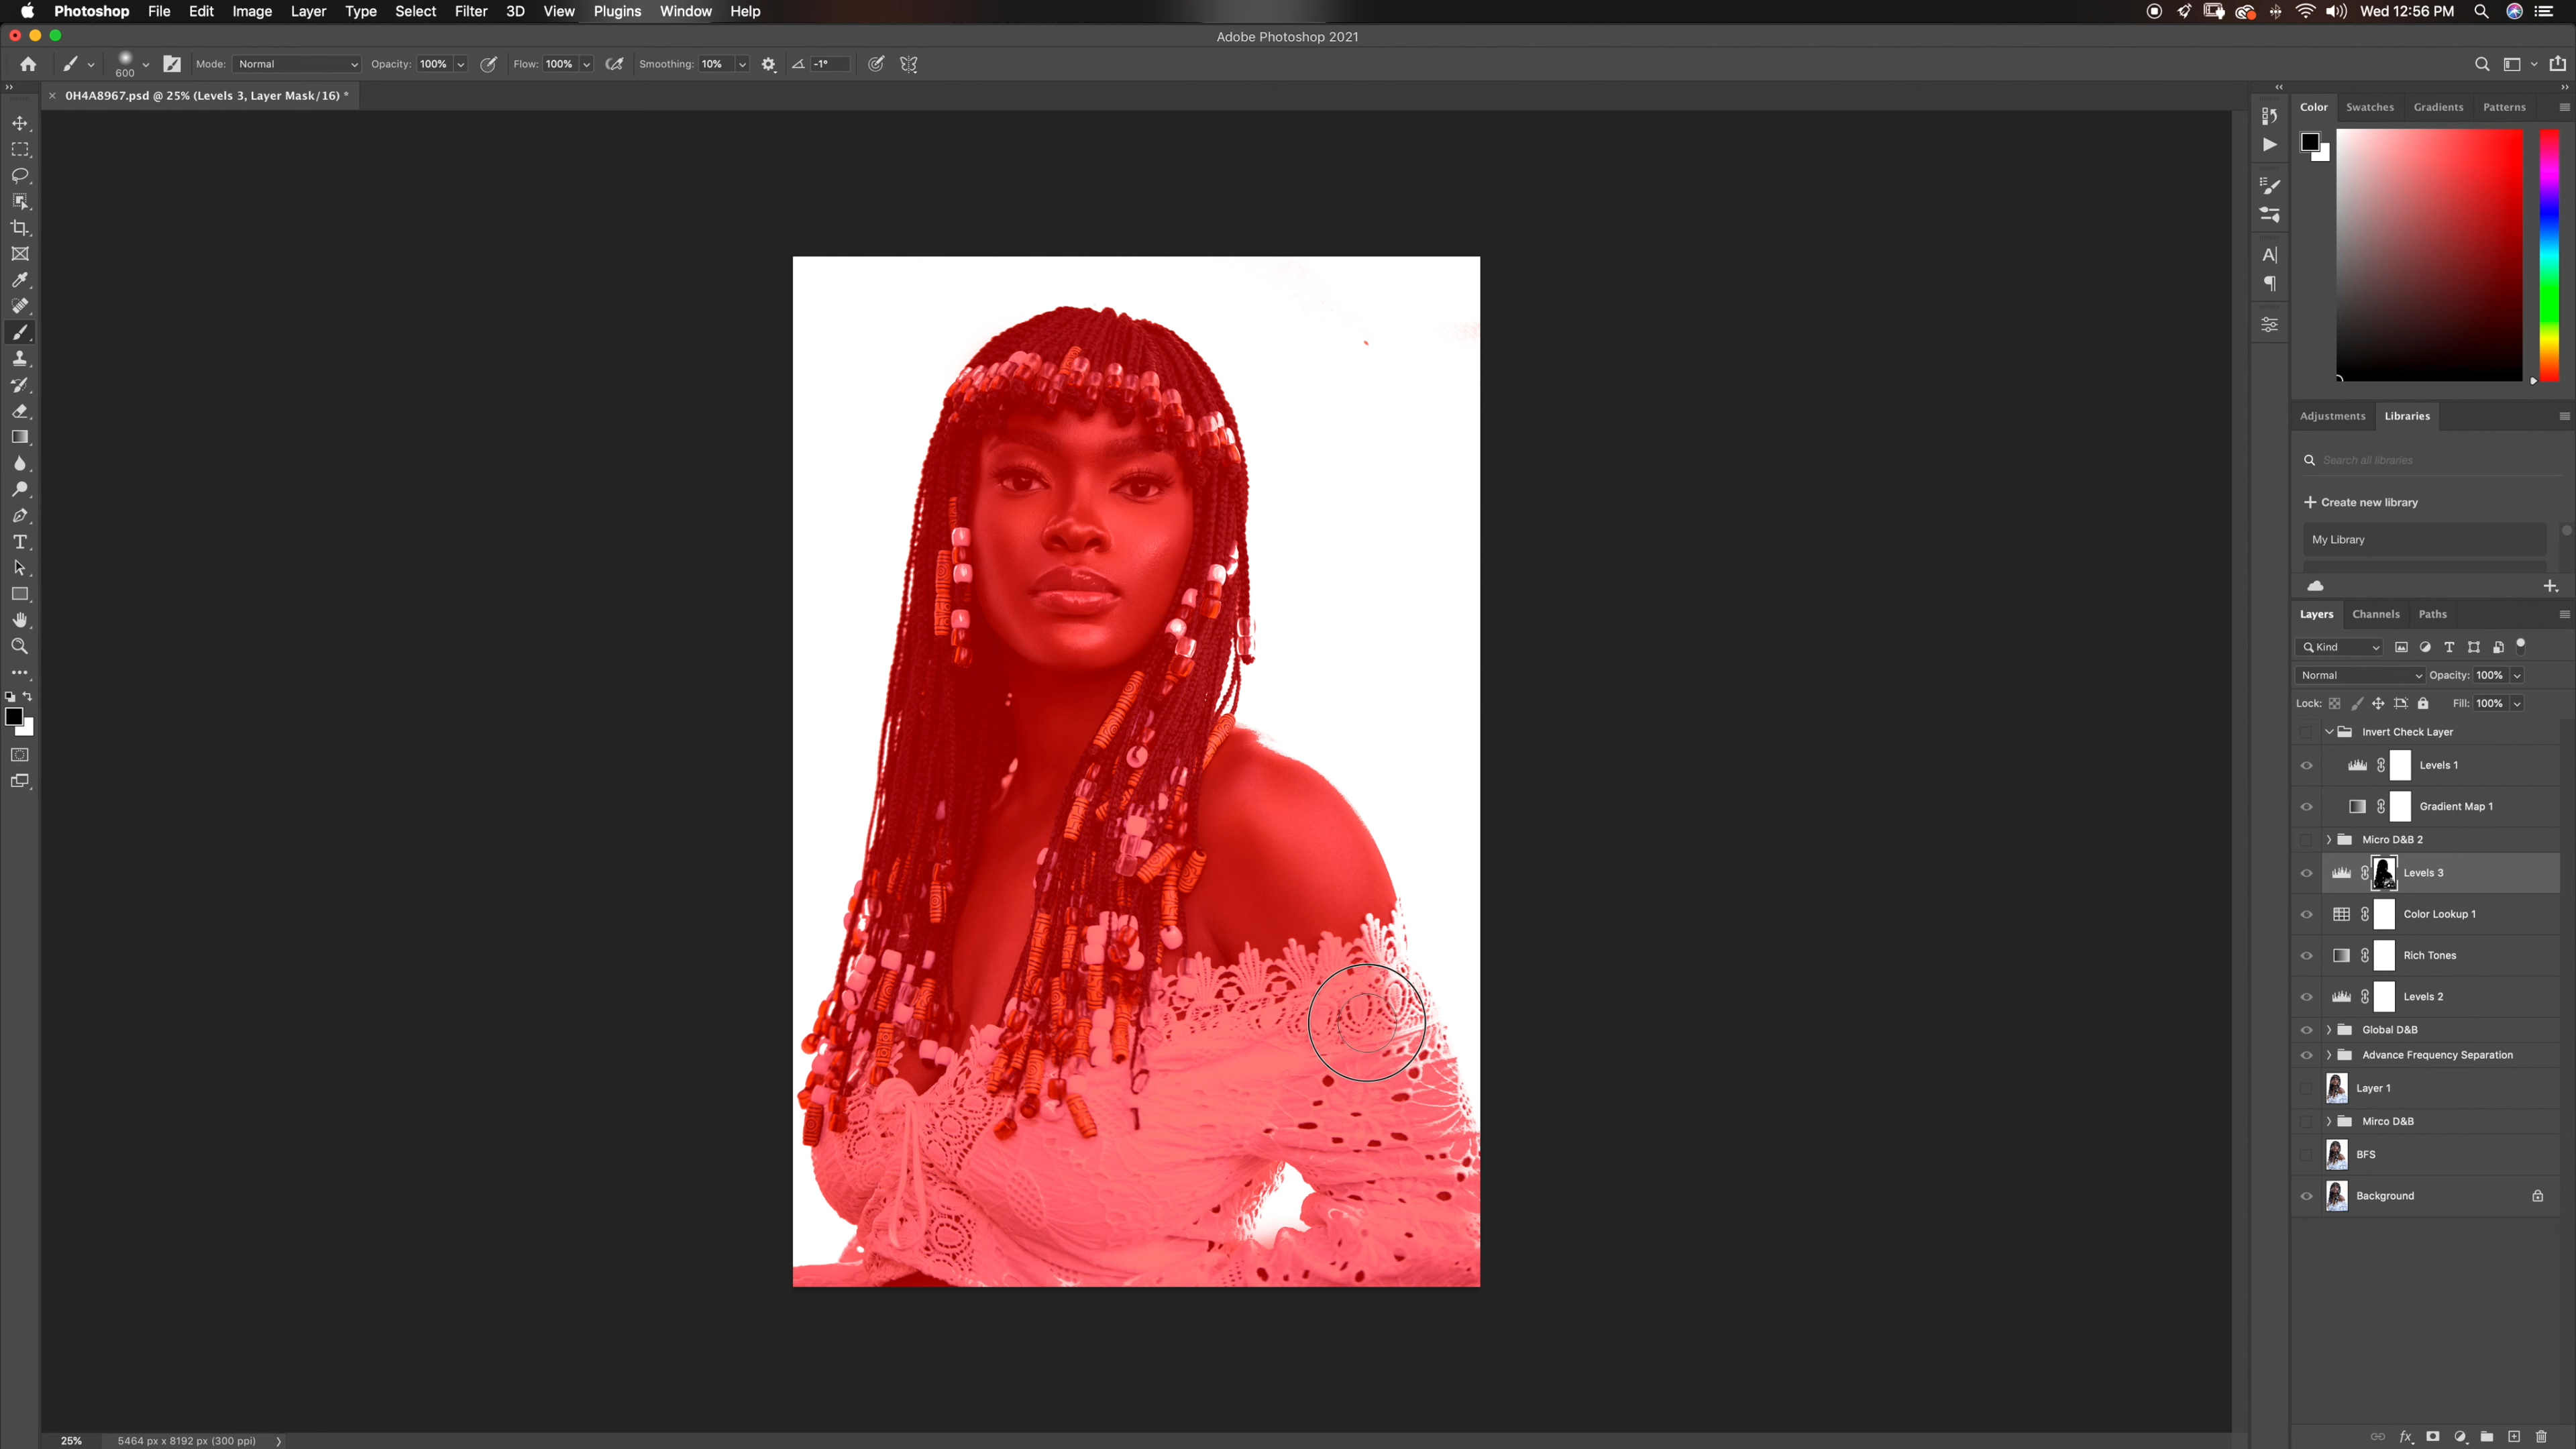 Photoshop File Edit Image Layer Type Select Filter 3D View Plugins Window Help Wed 12:56 PM
Adobe Photoshop 2021
600 Mode: Normal Opacity: 100% Flow: 100% Smoothing: 10% -1°
0H4A8967.psd @ 25% (Levels 3, Layer Mask/16) *
Color Swatches Gradients Patterns
Adjustments Libraries
Search all libraries
Create new library
My Library
Layers Channels Paths
Kind
Normal Opacity: 100%
Lock: Fill: 100%
Invert Check Layer
Levels 1
Gradient Map 1
Micro D&B 2
Levels 3
Color Lookup 1
Rich Tones
Levels 2
Global D&B
Advance Frequency Separation
Layer 1
Mirco D&B
BFS
Background
25% 5464 px x 8192 px (300 ppi)